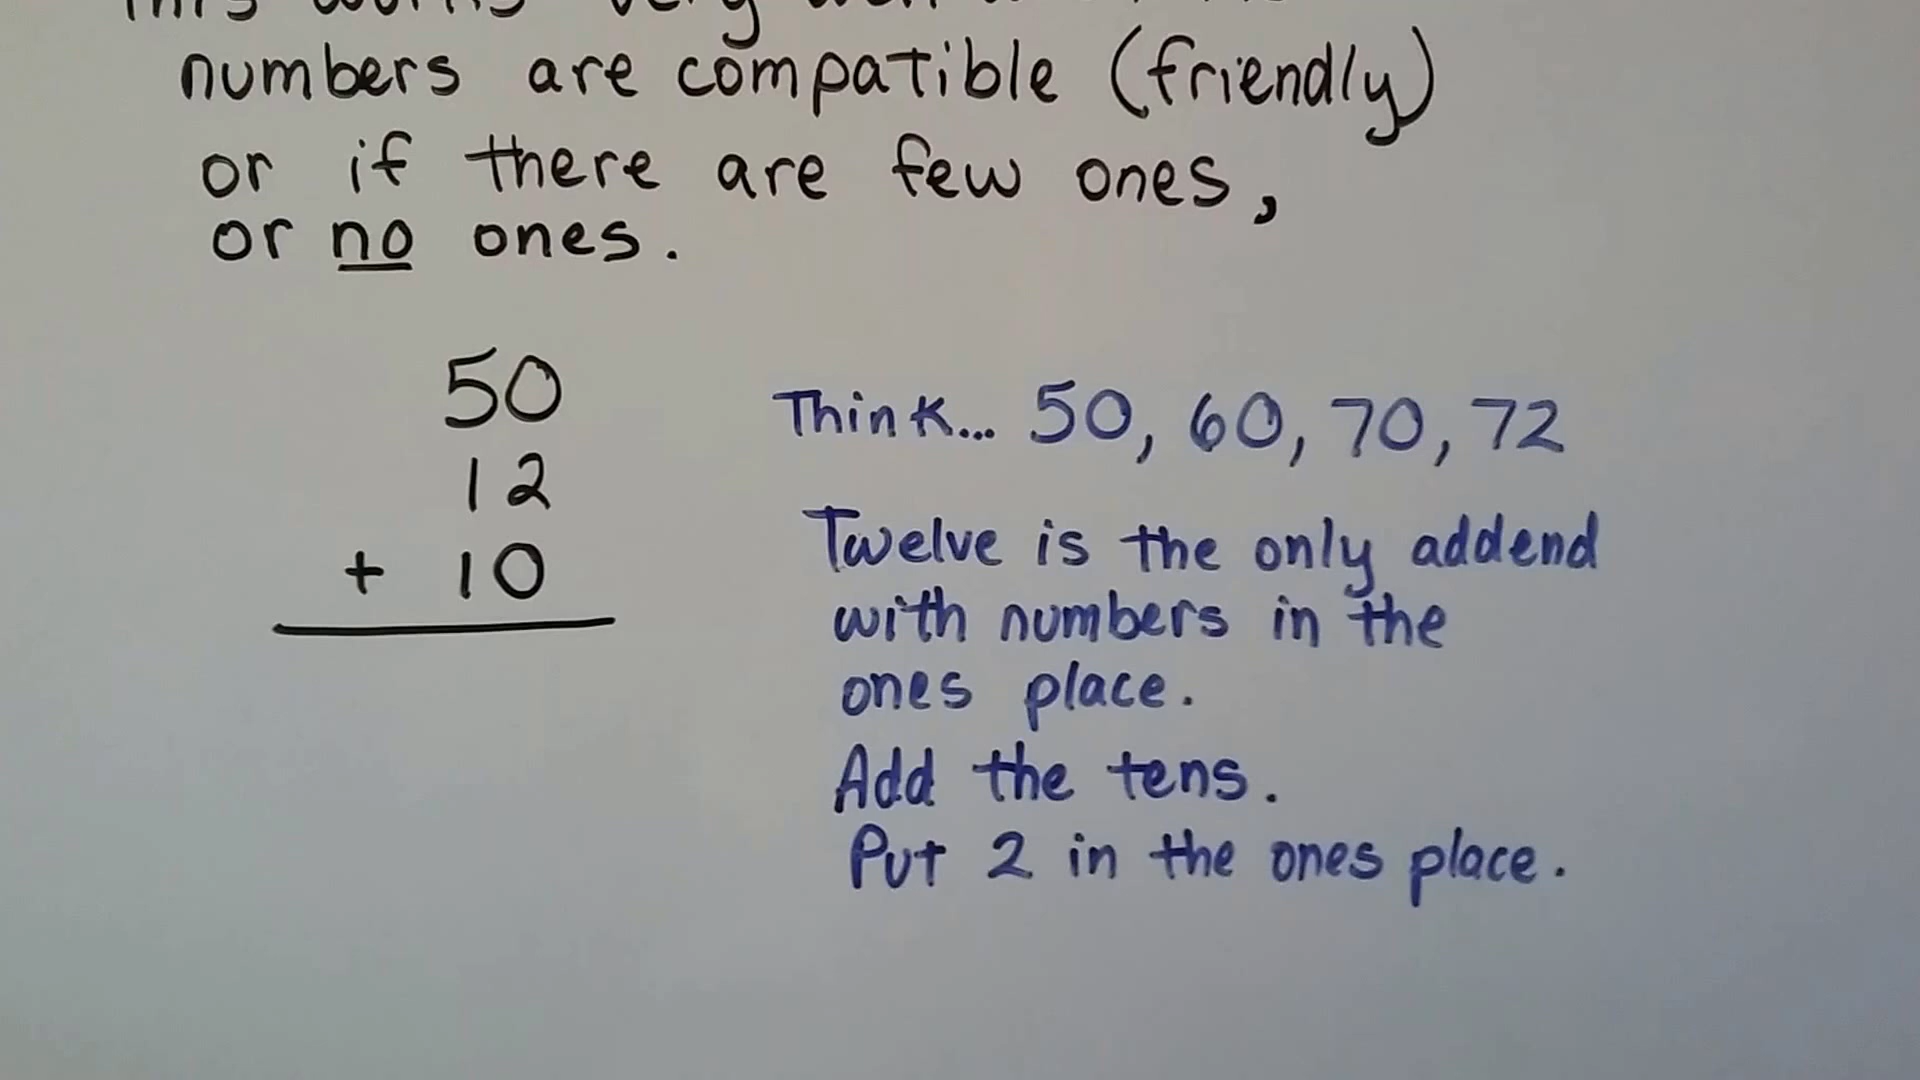 numbers are compatible (friendly)
or if there are few ones,
or no ones.
50
12
+ 10
Think... 50, 60, 70, 72
Twelve is the only addend
with numbers in the
ones place.
Add the tens.
Put 2 in the ones place.